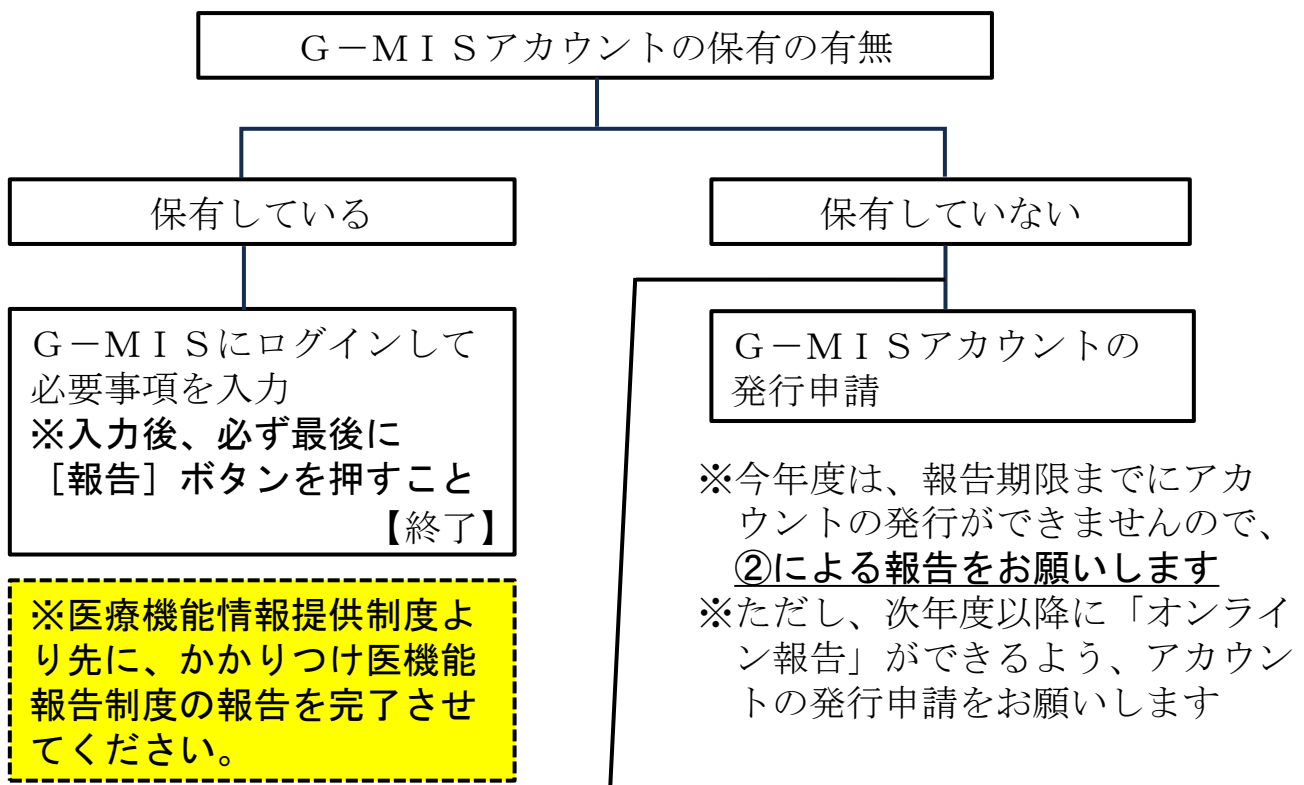 Ｇ－ＭＩＳアカウントの保有の有無
保有している
保有していない
Ｇ－ＭＩＳにログインして
必要事項を入力
※入力後、必ず最後に
［報告］ボタンを押すこと
【終了】
※医療機能情報提供制度よ
り先に、かかりつけ医機能
報告制度の報告を完了させ
てください。
Ｇ－ＭＩＳアカウントの
発行申請
※今年度は、報告期限までにアカ
ウントの発行ができませんので、
②による報告をお願いします
※ただし、次年度以降に「オンライ
ン報告」ができるよう、アカウン
トの発行申請をお願いします